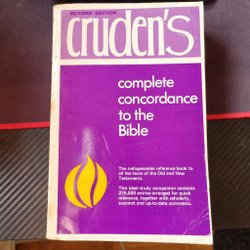 REVISED EDITION
cruden's
complete
concordance
to the
Bible
The indispensable reference book to
all the texts of the Old and New
Testaments.
This ideal study companion contains
225,000 entries arranged for quick
reference, together with scholarly,
succinct and up-to-date comments.